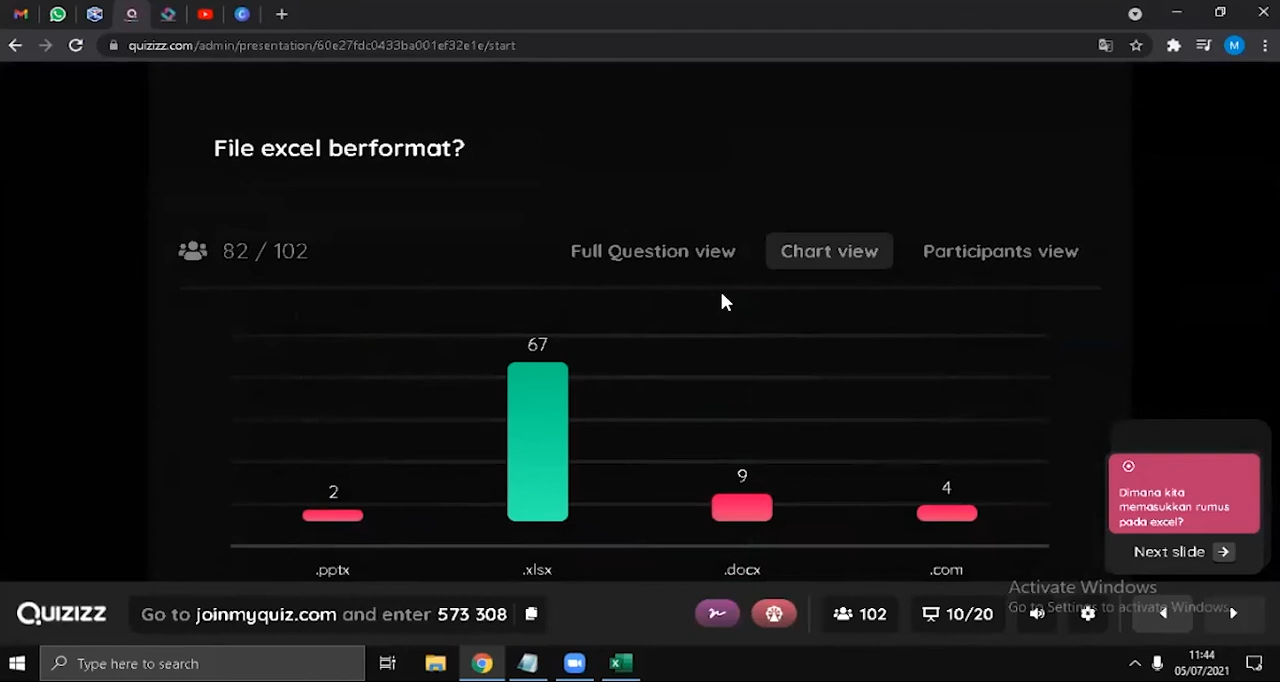 quizizz.com/admin/presentation/60e27fdc0433ba001ef32e1e/start
M
File excel berformat?
82 / 102
Full Question view
Chart view
Participants view
67
2
9
4
.pptx
.xlsx
.docx
.com
Dimana kita
memasukkan rumus
pada excel?
Next slide
Activate Windows
Go to Settings to activate Windows.
Quizizz
Go to joinmyquiz.com and enter 573 308
102
10/20
Type here to search
11:44
05/07/2021